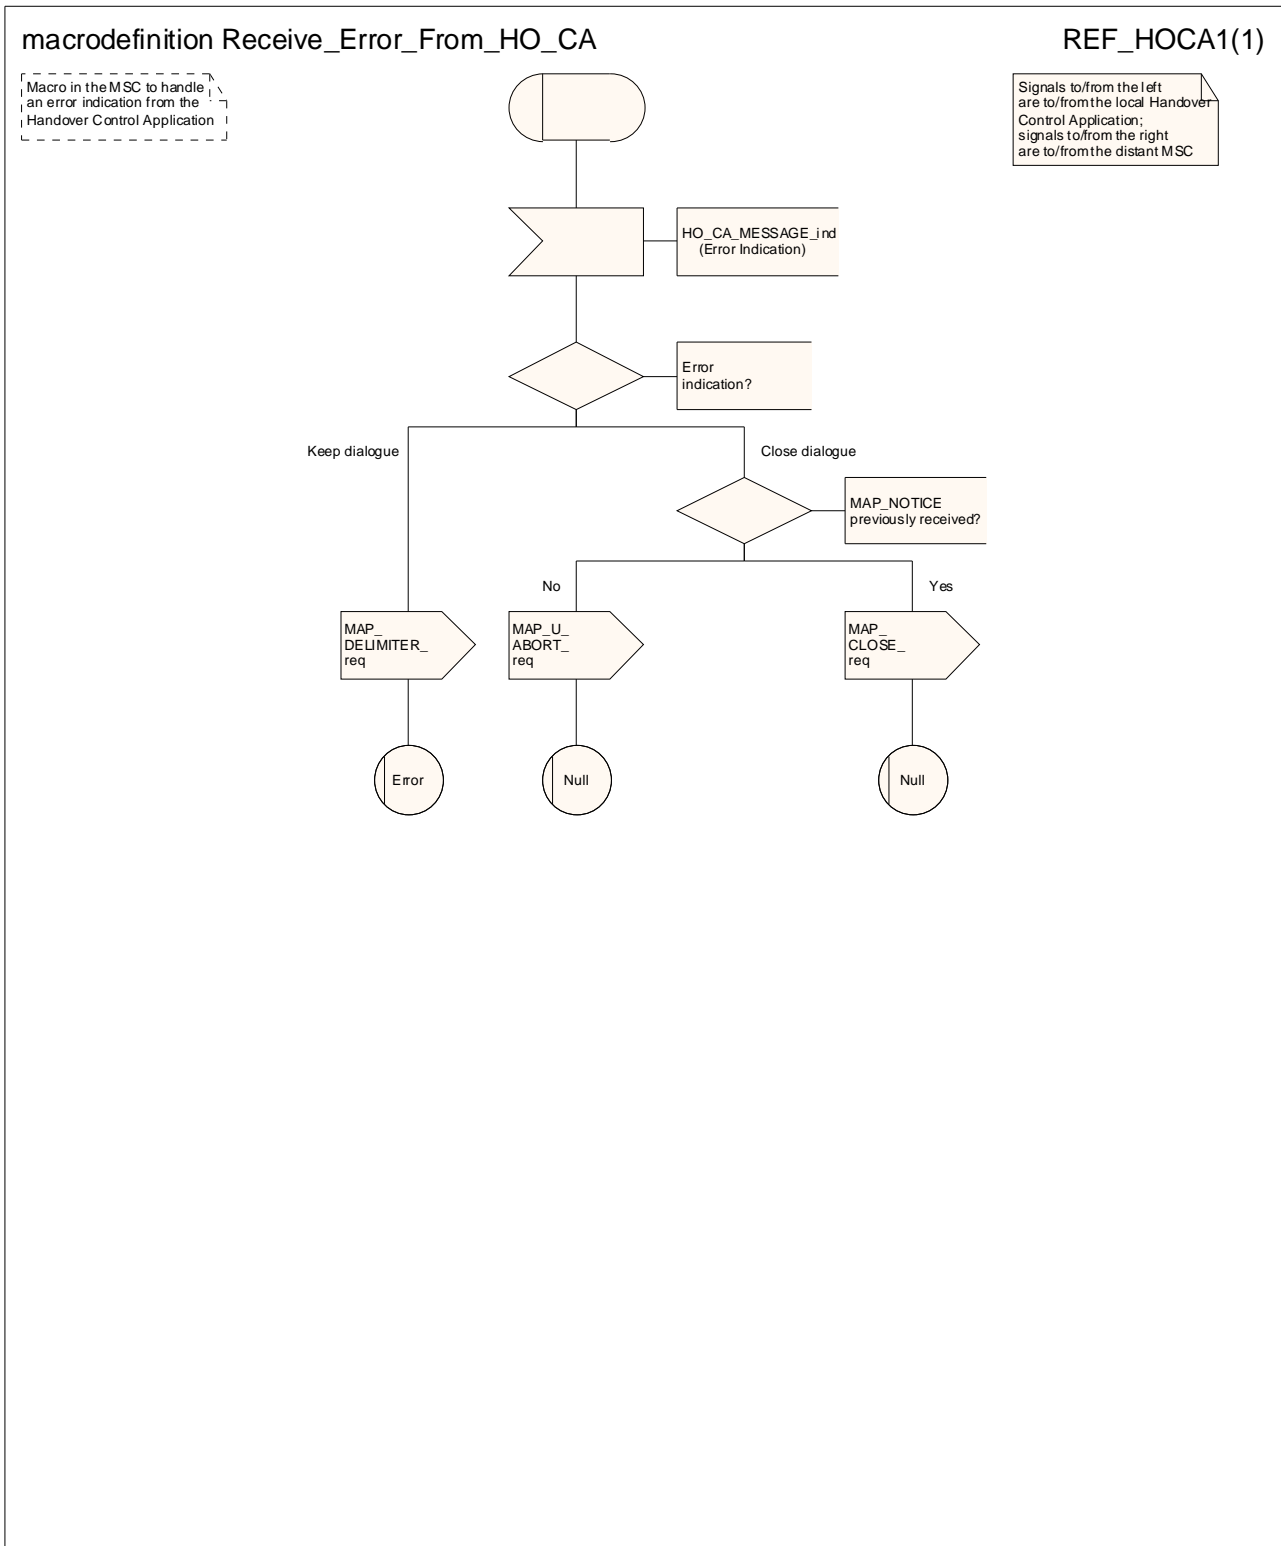 macrodefinition Receive_Error_From_HO_CA
REF_HOCA1(1)
Macro in the MSC to handle
an error indication from the
Handover Control Application
Signals to/from the left
are to/from the local Handover
Control Application;
signals to/from the right
are to/from the distant MSC
HO_CA_MESSAGE_ind
(Error Indication)
Error
indication?
Keep dialogue
Close dialogue
MAP_NOTICE
previously received?
No
Yes
MAP_
DELIMITER_
req
MAP_U_
ABORT_
req
MAP_
CLOSE_
req
Error
Null
Null